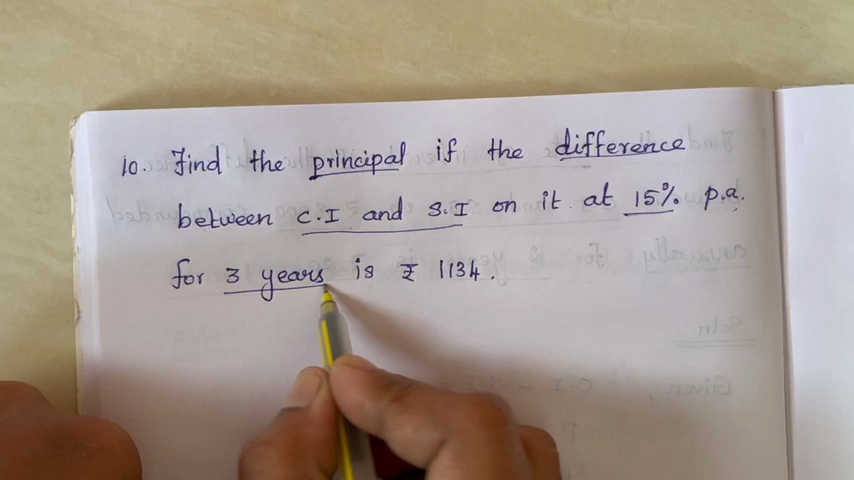 10. Find the principal if the difference
between C.I and S.I on it at 15% p.a.
for 3 years is ₹ 1134.